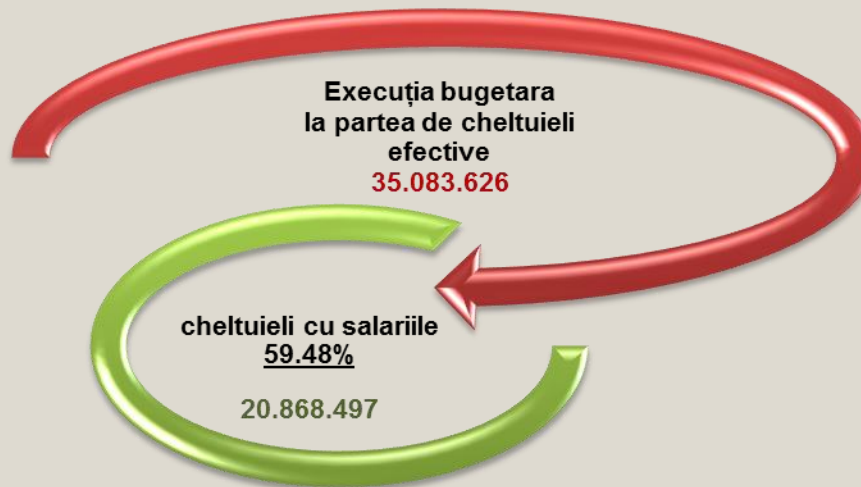 Execuția bugetara
la partea de cheltuieli
efective
35.083.626
cheltuieli cu salariile
59.48%
20.868.497